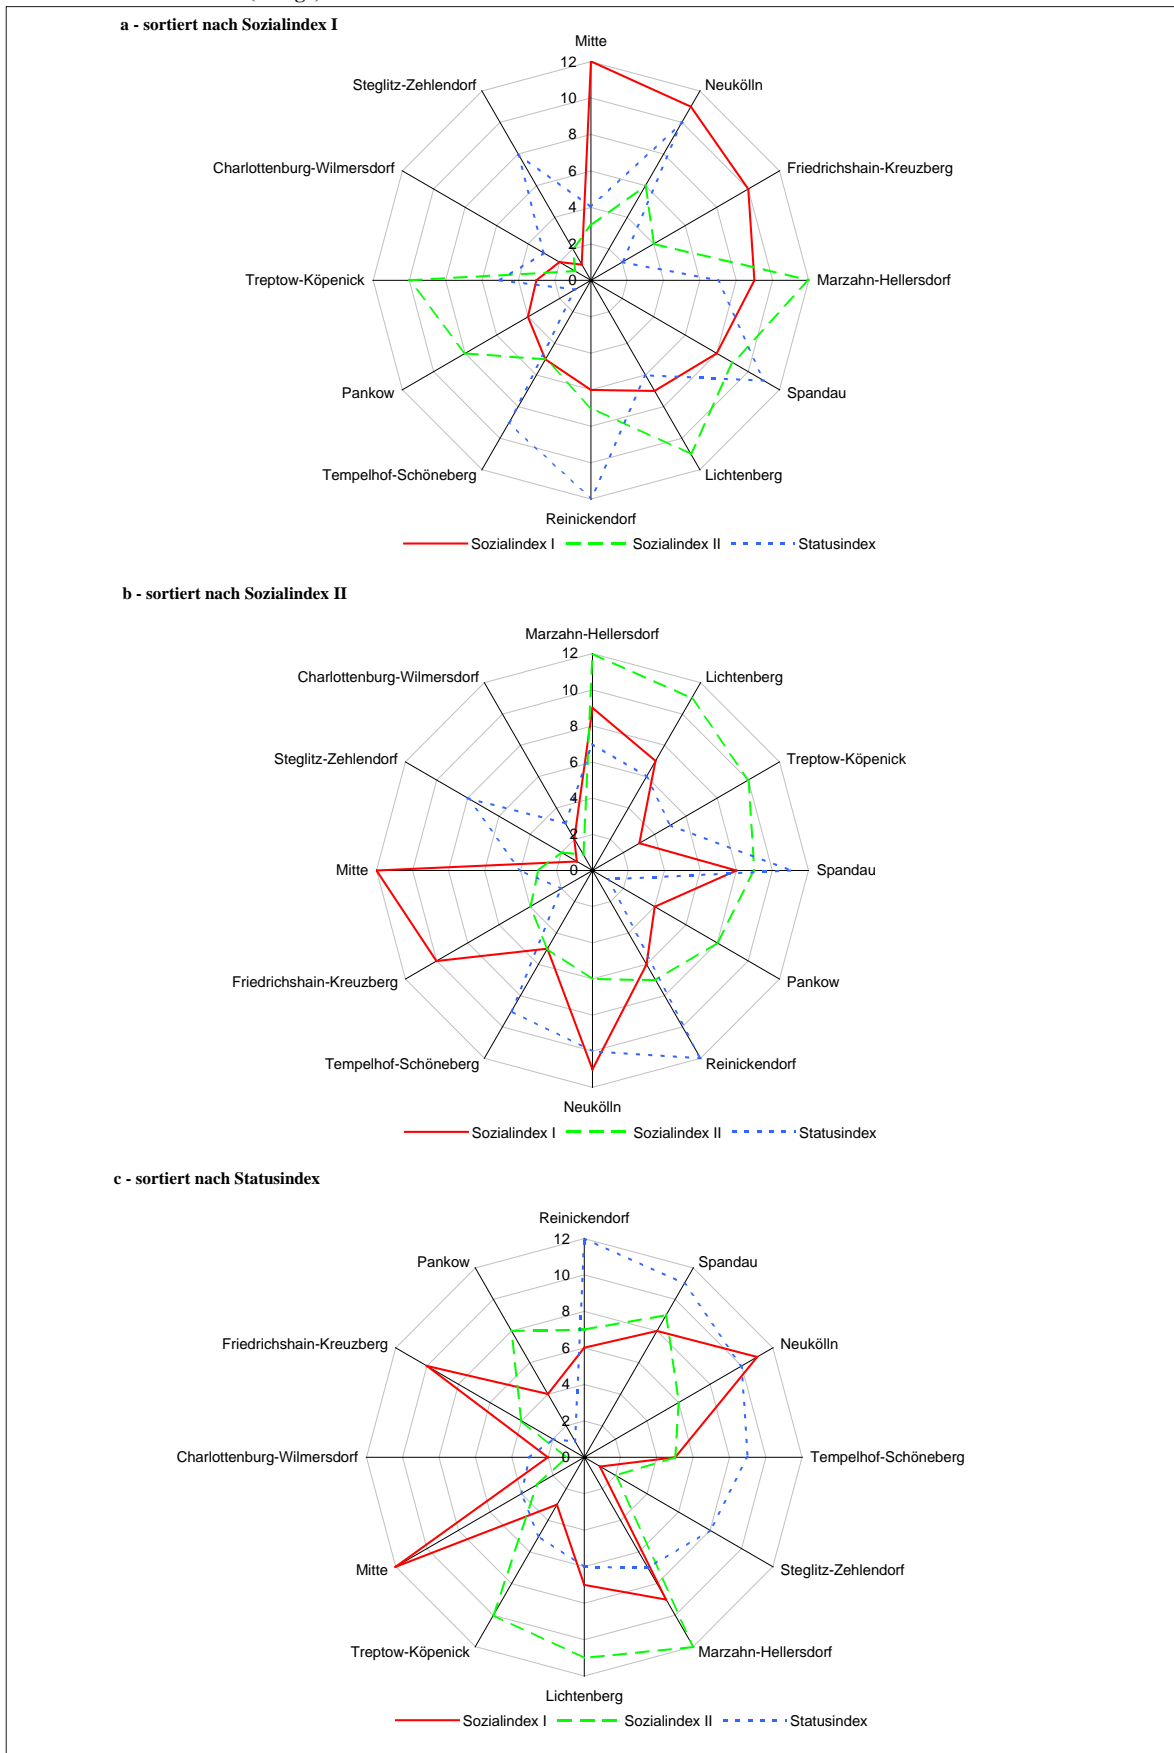 a - sortiert nach Sozialindex I
Mitte
Neukölln
Friedrichshain-Kreuzberg
Marzahn-Hellersdorf
Spandau
Lichtenberg
Reinickendorf
Tempelhof-Schöneberg
Pankow
Treptow-Köpenick
Charlottenburg-Wilmersdorf
Steglitz-Zehlendorf
12
10
8
6
4
2
0
Sozialindex I Sozialindex II Statusindex
b - sortiert nach Sozialindex II
Marzahn-Hellersdorf
Lichtenberg
Treptow-Köpenick
Spandau
Pankow
Reinickendorf
Neukölln
Tempelhof-Schöneberg
Friedrichshain-Kreuzberg
Mitte
Steglitz-Zehlendorf
Charlottenburg-Wilmersdorf
12
10
8
6
4
2
0
Sozialindex I Sozialindex II Statusindex
c - sortiert nach Statusindex
Reinickendorf
Spandau
Neukölln
Tempelhof-Schöneberg
Steglitz-Zehlendorf
Marzahn-Hellersdorf
Lichtenberg
Treptow-Köpenick
Mitte
Charlottenburg-Wilmersdorf
Friedrichshain-Kreuzberg
Pankow
12
10
8
6
4
2
0
Sozialindex I Sozialindex II Statusindex